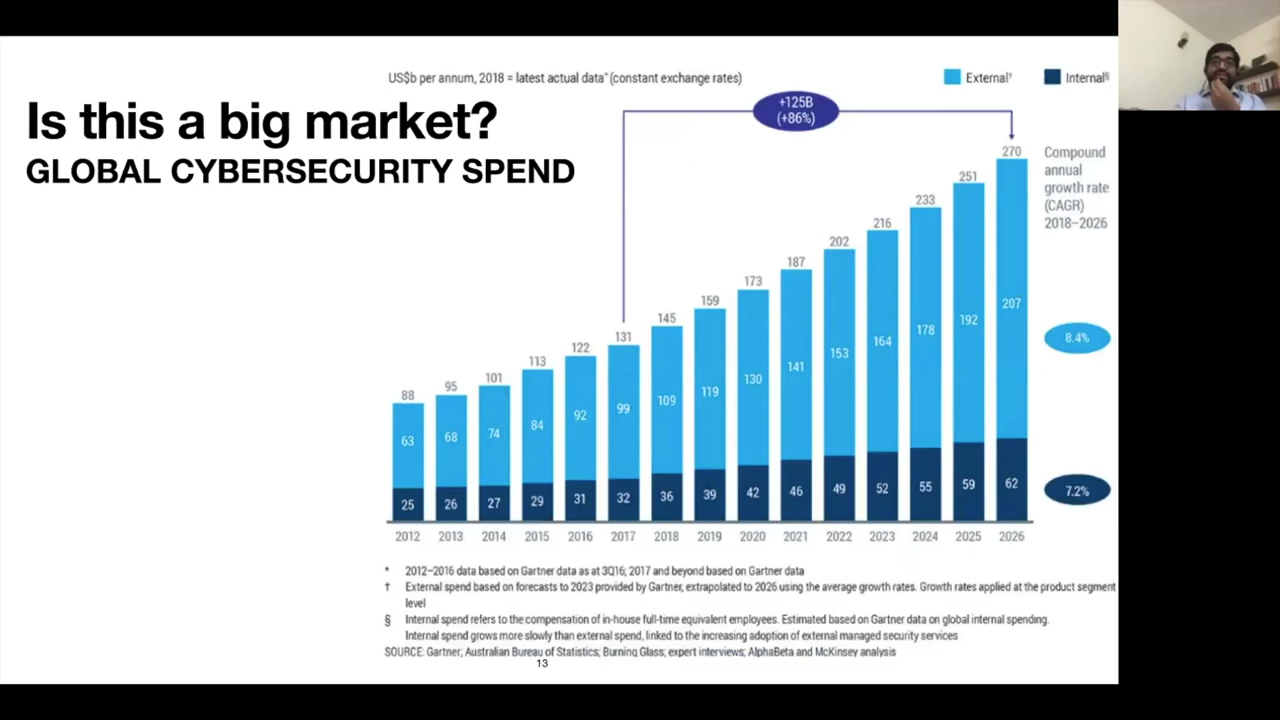 US$b per annum, 2018 = latest actual data* (constant exchange rates)
External†
Internal§
Is this a big market?
GLOBAL CYBERSECURITY SPEND
+125B
(+86%)
Compound
annual
growth rate
(CAGR)
2018–2026
88 95 101 113 122 131 145 159 173 187 202 216 233 251 270
63 68 74 84 92 99 109 119 130 141 153 164 178 192 207
8.4%
25 26 27 29 31 32 36 39 42 46 49 52 55 59 62
7.2%
2012 2013 2014 2015 2016 2017 2018 2019 2020 2021 2022 2023 2024 2025 2026
* 2012–2016 data based on Gartner data as at 3Q16; 2017 and beyond based on Gartner data
† External spend based on forecasts to 2023 provided by Gartner, extrapolated to 2026 using the average growth rates. Growth rates applied at the product segment
level
§ Internal spend refers to the compensation of in-house full-time equivalent employees. Estimated based on Gartner data on global internal spending.
Internal spend grows more slowly than external spend, linked to the increasing adoption of external managed security services
SOURCE: Gartner; Australian Bureau of Statistics; Burning Glass; expert interviews; AlphaBeta and McKinsey analysis
13